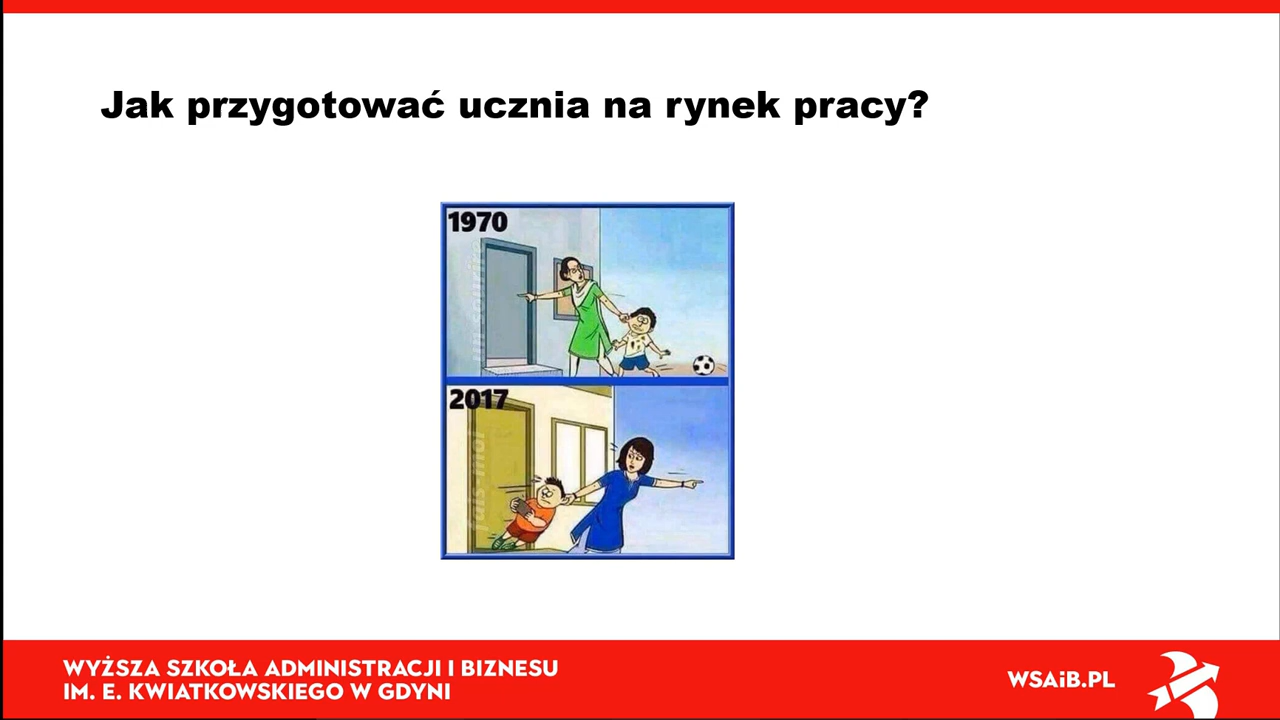 Jak przygotować ucznia na rynek pracy?
1970
2017
WYŻSZA SZKOŁA ADMINISTRACJI I BIZNESU
IM. E. KWIATKOWSKIEGO W GDYNI
WSAiB.PL